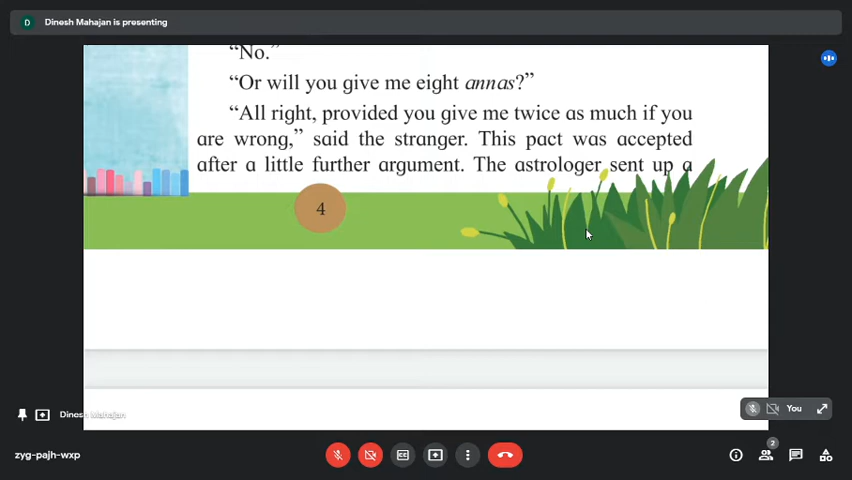 D Dinesh Mahajan is presenting
“No.”
“Or will you give me eight annas?”
“All right, provided you give me twice as much if you
are wrong,” said the stranger. This pact was accepted
after a little further argument. The astrologer sent up a
4
You
Dinesh Mahajan
zyg-pajh-wxp
2